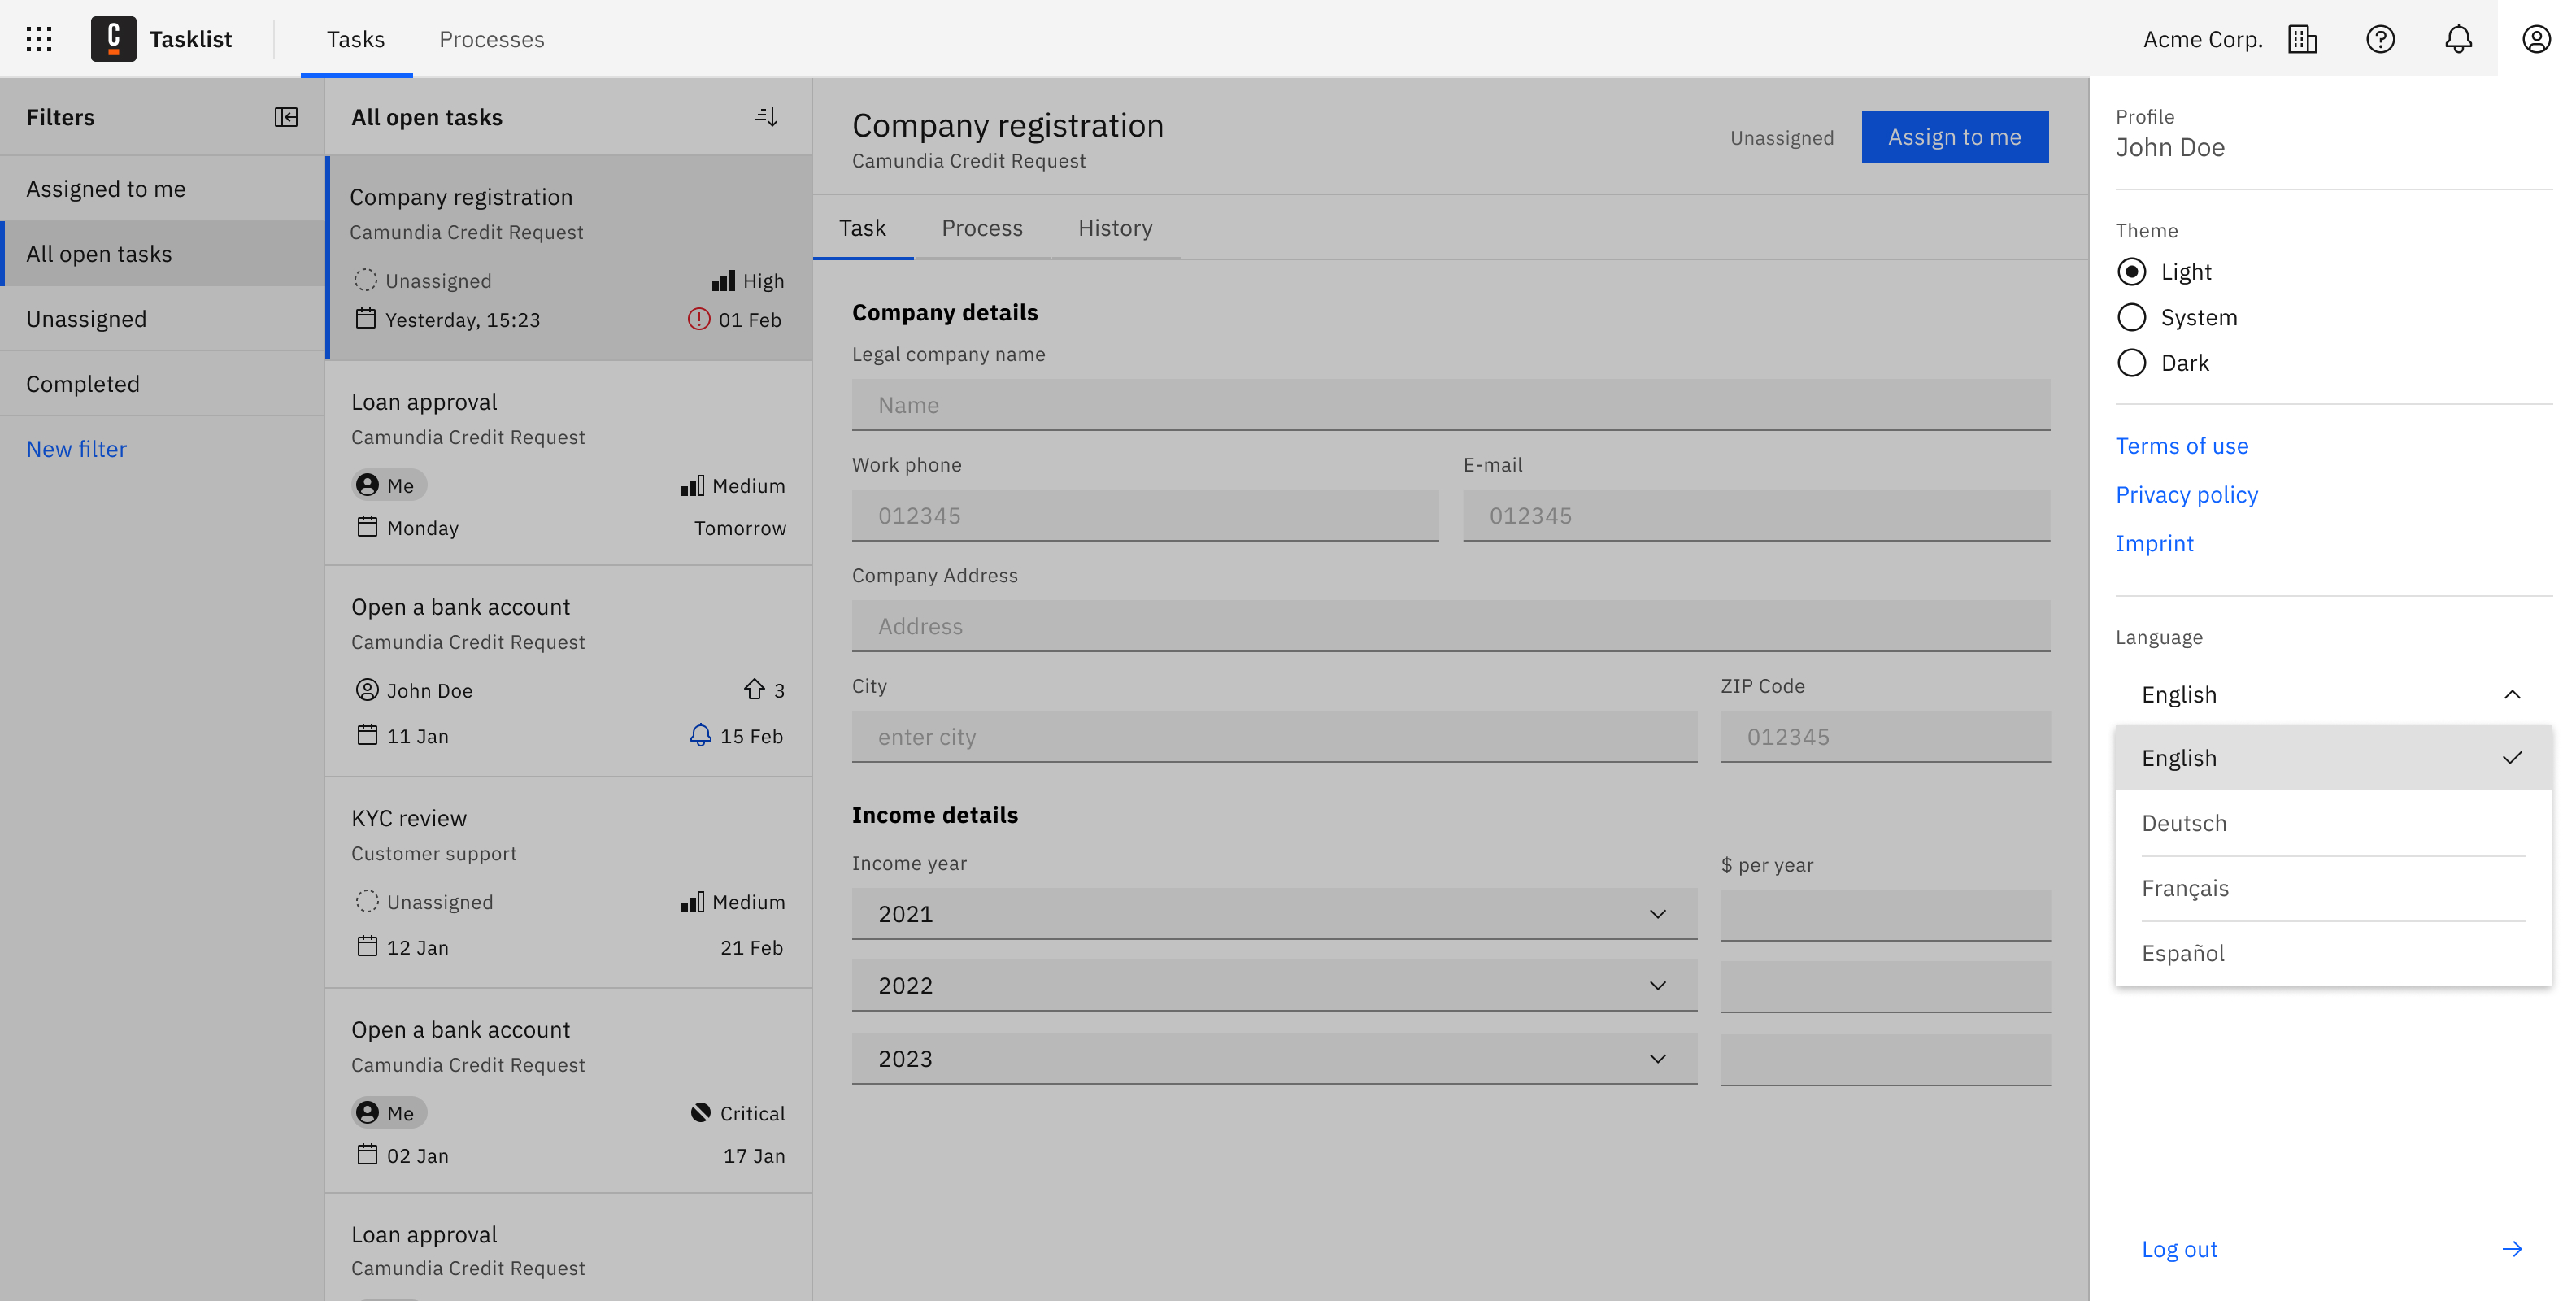 C
Tasklist
Tasks
Processes
Acme Corp.
Filters
Assigned to me
All open tasks
Unassigned
Completed
New filter
All open tasks
Company registration
Camundia Credit Request
Unassigned
High
Yesterday, 15:23
01 Feb
Loan approval
Camundia Credit Request
Me
Medium
Monday
Tomorrow
Open a bank account
Camundia Credit Request
John Doe
3
11 Jan
15 Feb
KYC review
Customer support
Unassigned
Medium
12 Jan
21 Feb
Open a bank account
Camundia Credit Request
Me
Critical
02 Jan
17 Jan
Loan approval
Camundia Credit Request
Company registration
Camundia Credit Request
Unassigned
Assign to me
Task
Process
History
Company details
Legal company name
Name
Work phone
E-mail
012345
012345
Company Address
Address
City
ZIP Code
enter city
012345
Income details
Income year
$ per year
2021
2022
2023
Profile
John Doe
Theme
Light
System
Dark
Terms of use
Privacy policy
Imprint
Language
English
English
Deutsch
Français
Español
Log out